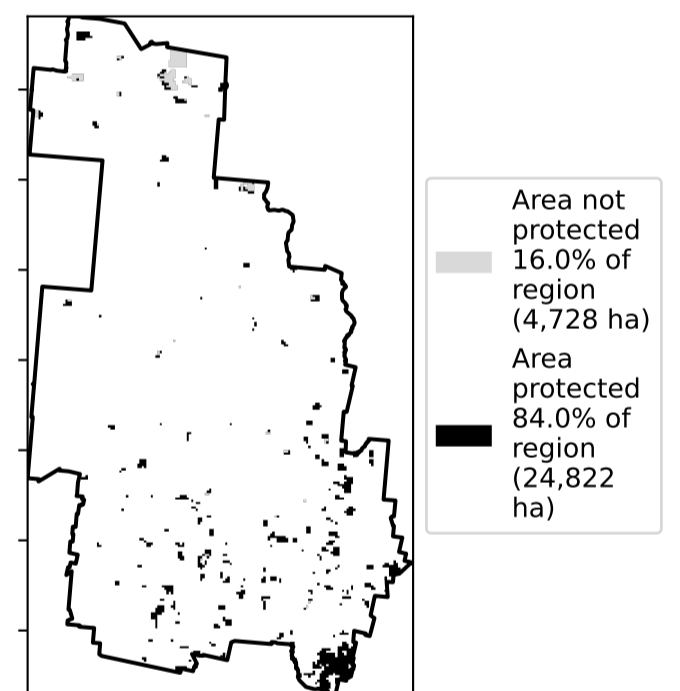 Area not
protected
16.0% of
region
(4,728 ha)
Area
protected
84.0% of
region
(24,822
ha)